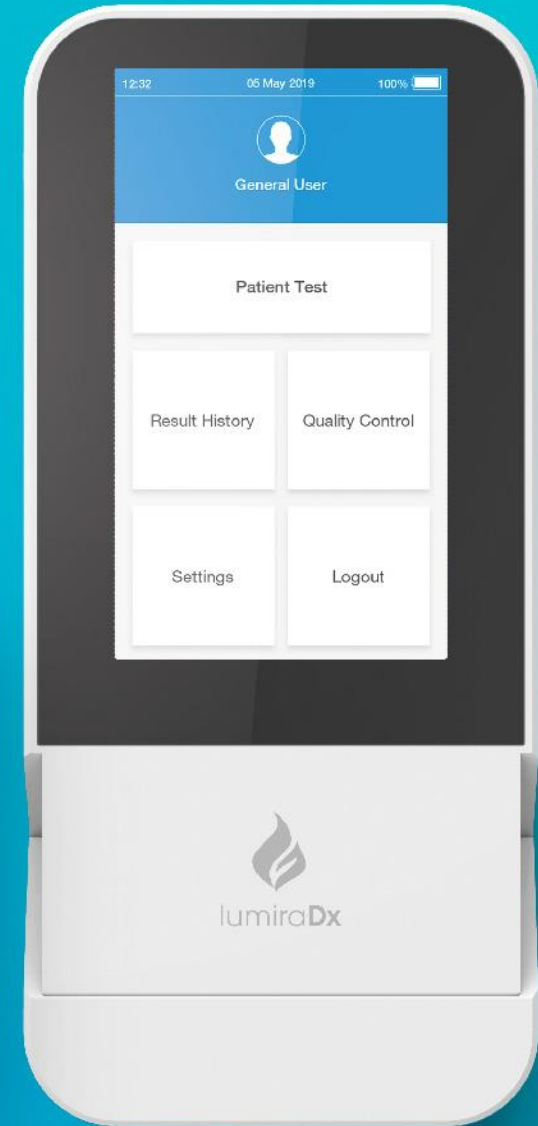 12:32 05 May 2019 100%
General User
Patient Test
Result History Quality Control
Settings Logout
lumiraDx